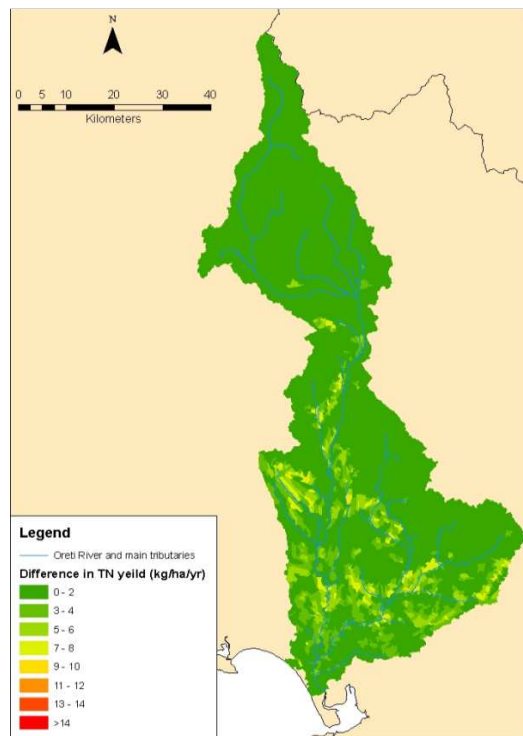 N
0 5 10 20 30 40
Kilometers
Legend
Oreti River and main tributaries
Difference in TN yeild (kg/ha/yr)
0 - 2
3 - 4
5 - 6
7 - 8
9 - 10
11 - 12
13 - 14
>14